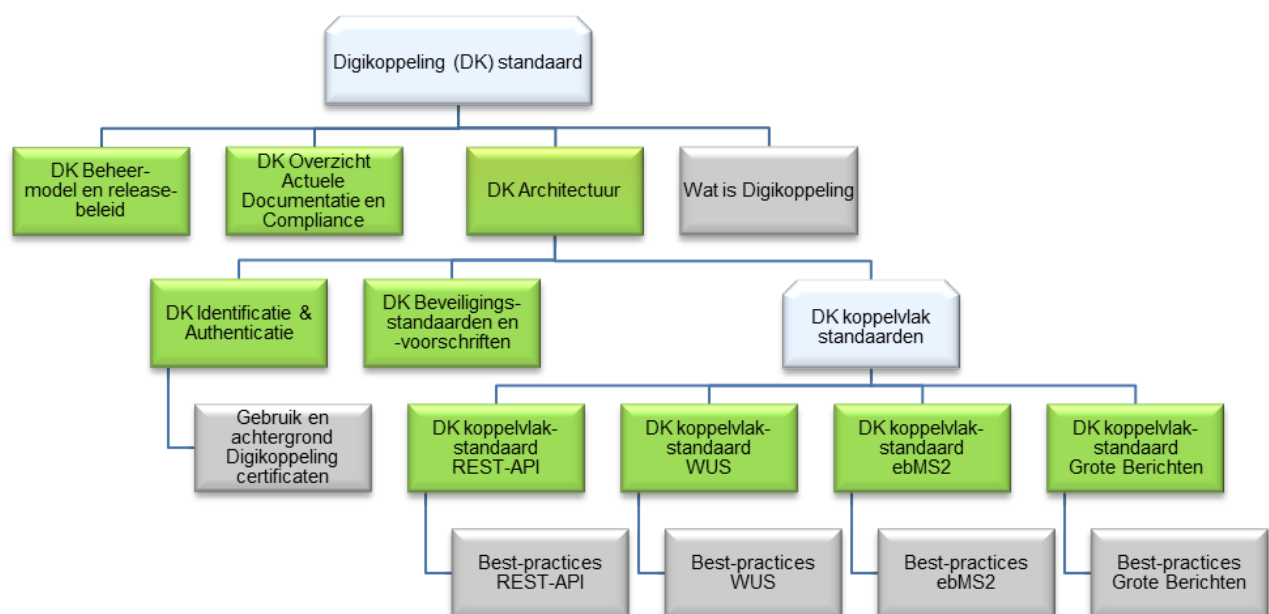 Digikoppeling (DK) standaard
DK Beheer-
model en release-
beleid
DK Overzicht
Actuele
Documentatie en
Compliance
DK Architectuur
Wat is Digikoppeling
DK Identificatie &
Authenticatie
DK Beveiligings-
standaarden en
-voorschriften
DK koppelvlak
standaarden
Gebruik en
achtergrond
Digikoppeling
certificaten
DK koppelvlak-
standaard
REST-API
DK koppelvlak-
standaard
WUS
DK koppelvlak-
standaard
ebMS2
DK koppelvlak-
standaard
Grote Berichten
Best-practices
REST-API
Best-practices
WUS
Best-practices
ebMS2
Best-practices
Grote Berichten